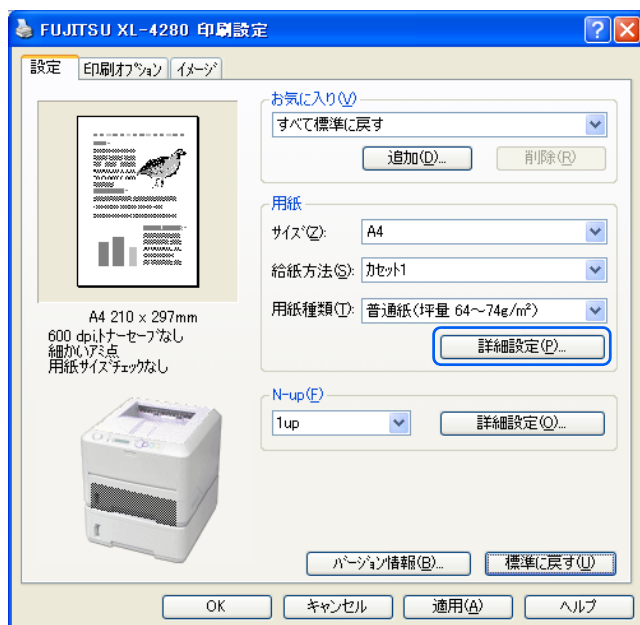 FUJITSU XL-4280 印刷設定
設定 印刷オプション イメージ
お気に入り(V)
すべて標準に戻す
追加(D)... 削除(R)
用紙
サイズ(Z): A4
給紙方法(S): カセット1
用紙種類(T): 普通紙(坪量 64～74g/m²)
詳細設定(P)...
A4 210 x 297mm
600 dpi,トナーセーブなし
細かいアミ点
用紙サイズチェックなし
N-up(F)
1up 詳細設定(O)...
バージョン情報(B)... 標準に戻す(U)
OK キャンセル 適用(A) ヘルプ